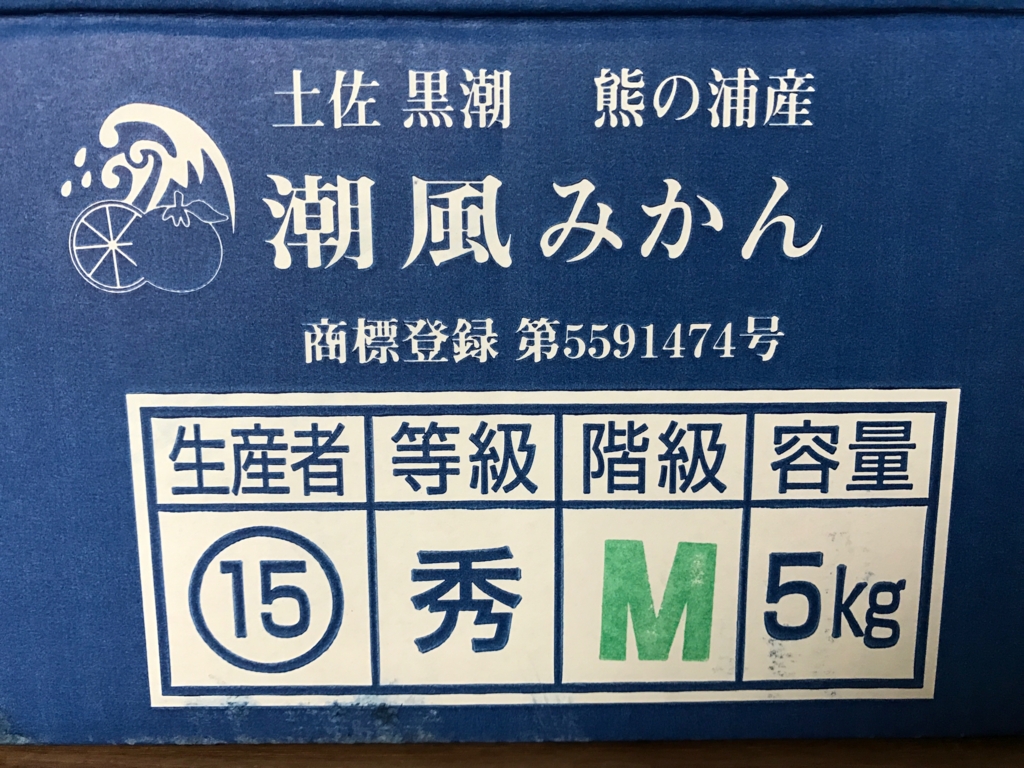 土佐 黒潮 熊の浦産
潮風みかん
商標登録 第5591474号
生産者 等級 階級 容量
⑮ 秀 M 5kg